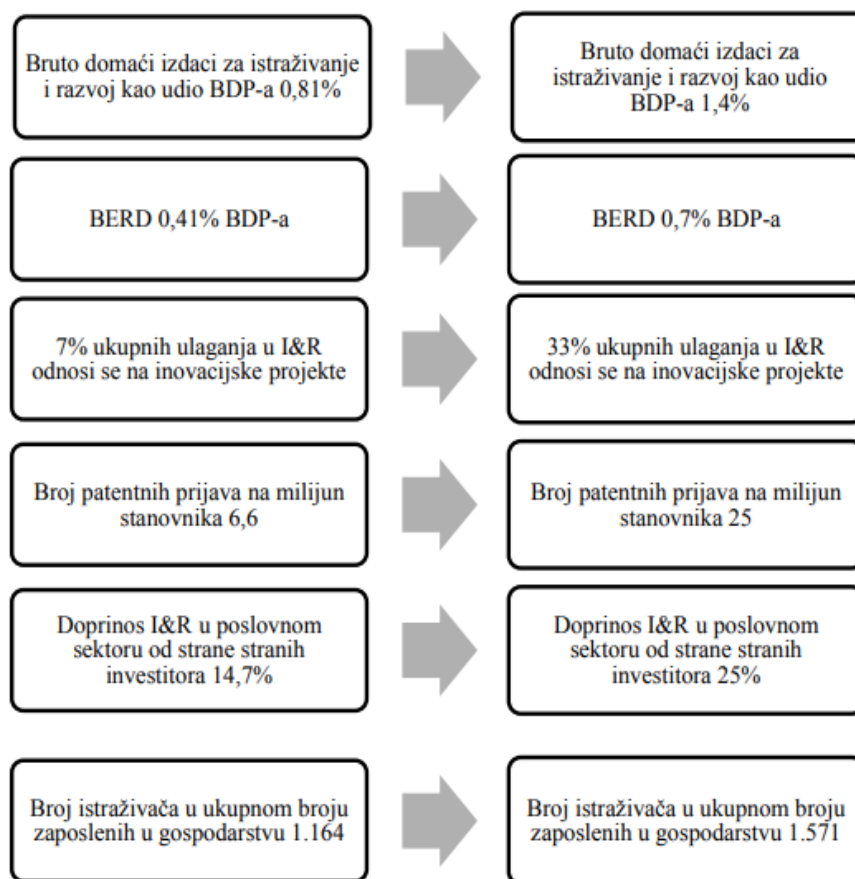 Bruto domaći izdaci za istraživanje
i razvoj kao udio BDP-a 0,81%
Bruto domaći izdaci za
istraživanje i razvoj kao udio
BDP-a 1,4%
BERD 0,41% BDP-a
BERD 0,7% BDP-a
7% ukupnih ulaganja u I&R
odnosi se na inovacijske projekte
33% ukupnih ulaganja u I&R
odnosi se na inovacijske projekte
Broj patentnih prijava na milijun
stanovnika 6,6
Broj patentnih prijava na milijun
stanovnika 25
Doprinos I&R u poslovnom
sektoru od strane stranih
investitora 14,7%
Doprinos I&R u poslovnom
sektoru od strane stranih
investitora 25%
Broj istraživača u ukupnom broju
zaposlenih u gospodarstvu 1.164
Broj istraživača u ukupnom broju
zaposlenih u gospodarstvu 1.571